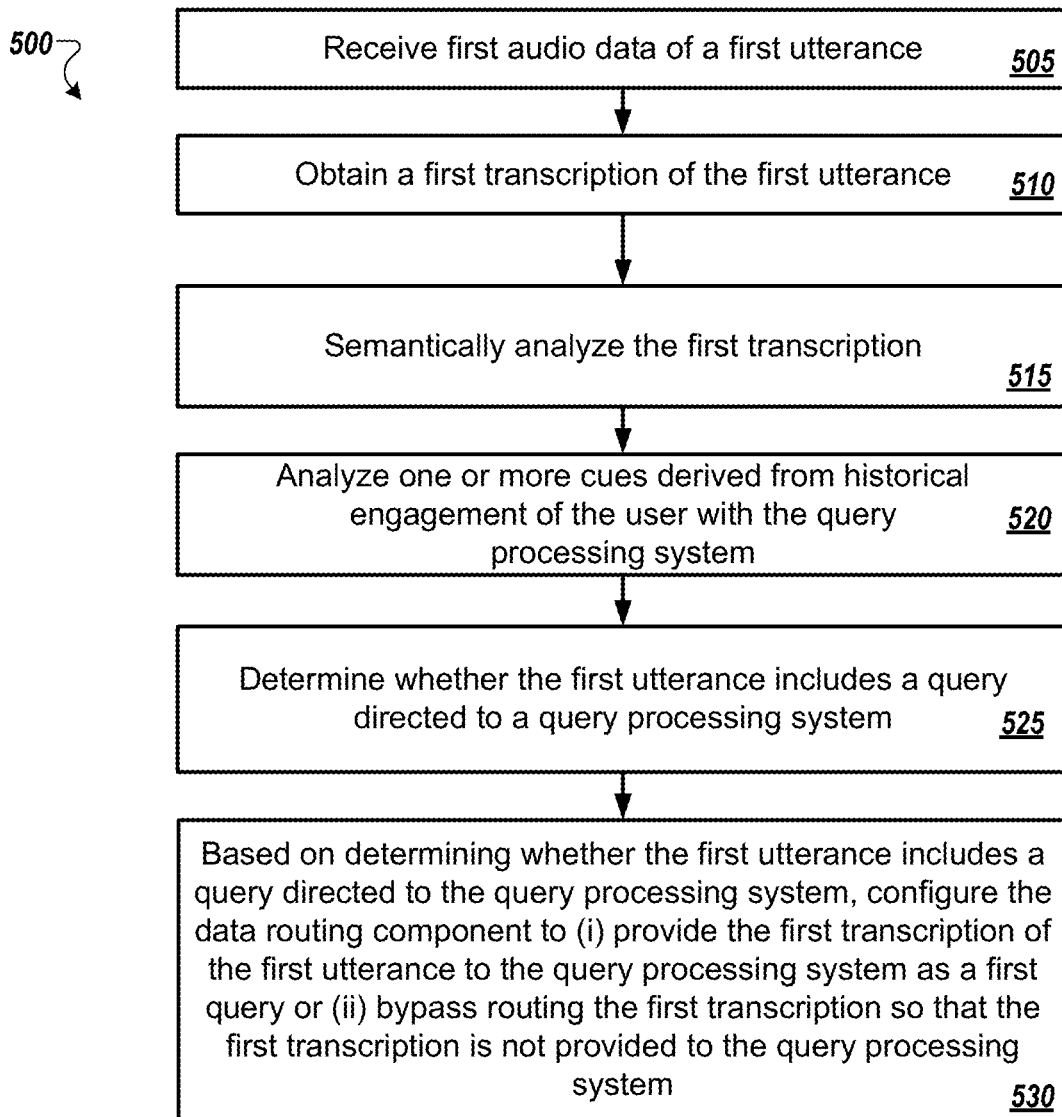 500
Receive first audio data of a first utterance
505
Obtain a first transcription of the first utterance
510
Semantically analyze the first transcription
515
Analyze one or more cues derived from historical
engagement of the user with the query
processing system
520
Determine whether the first utterance includes a query
directed to a query processing system
525
Based on determining whether the first utterance includes a
query directed to the query processing system, configure the
data routing component to (i) provide the first transcription of
the first utterance to the query processing system as a first
query or (ii) bypass routing the first transcription so that the
first transcription is not provided to the query processing
system
530